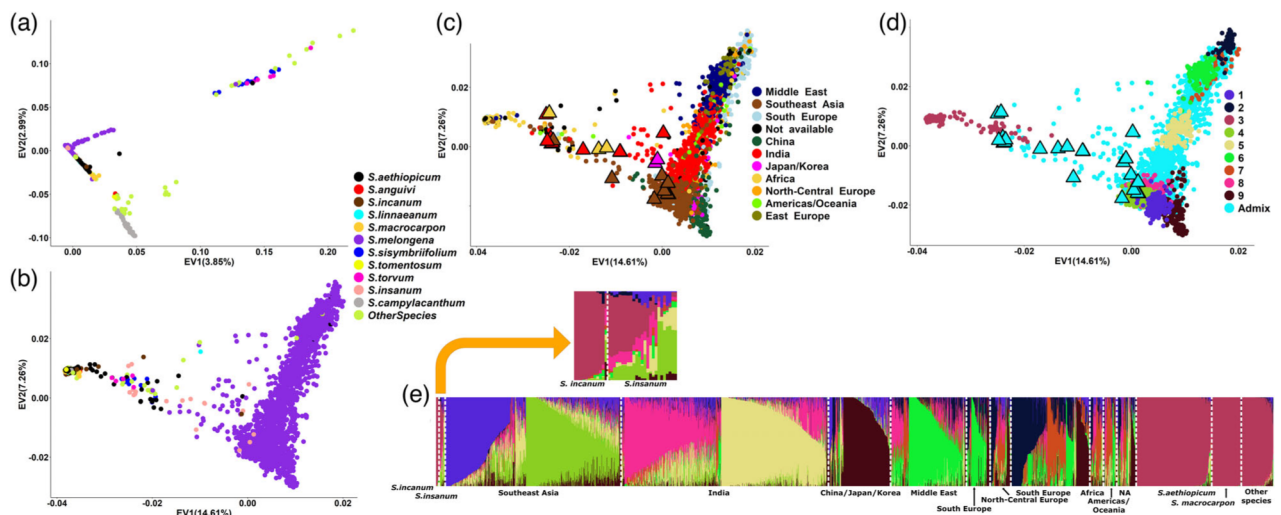 (a)
0.10
0.05
0.00
-0.05
-0.10
EV2(2.99%)
0.00
0.05
0.10
0.15
0.20
EV1(3.85%)
S.aethiopicum
S.anguivi
S.incanum
S.linnaeanum
S.macrocarpon
S.melongena
S.sisymbriifolium
S.tomentosum
S.torvum
S.insanum
S.campylacanthum
OtherSpecies
(b)
0.02
0.00
-0.02
EV2(7.26%)
-0.04
-0.02
0.00
0.02
EV1(14.61%)
(c)
0.02
0.00
-0.02
EV2(7.26%)
-0.04
-0.02
0.00
0.02
EV1(14.61%)
Middle East
Southeast Asia
South Europe
Not available
China
India
Japan/Korea
Africa
North-Central Europe
Americas/Oceania
East Europe
(d)
0.02
0.00
-0.02
EV2(7.26%)
-0.04
-0.02
0.00
0.02
EV1(14.61%)
1
2
3
4
5
6
7
8
9
Admix
S. incanum
S.insanum
(e)
S.incanum
S.insanum
Southeast Asia
India
China/Japan/Korea
Middle East
South Europe
North-Central Europe
South Europe
Africa
Americas/
Oceania
NA
S.aethiopicum
S. macrocarpon
Other
species